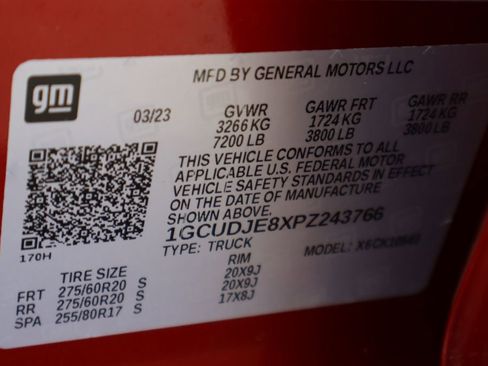 gm
MFD BY GENERAL MOTORS LLC
03/23 GVWR GAWR FRT GAWR RR
3266 KG 1724 KG 1724 KG
7200 LB 3800 LB 3800 LB
THIS VEHICLE CONFORMS TO ALL
APPLICABLE U.S. FEDERAL MOTOR
VEHICLE SAFETY STANDARDS IN EFFECT
ON THE DATE OF MANUFACTURE
SHOWN ABOVE.
1GCUDJE8XPZ243766
170H
TYPE: TRUCK MODEL:
TIRE SIZE RIM
FRT 275/60R20 S 20X9J
RR 275/60R20 S 20X9J
SPA 255/80R17 S 17X8J